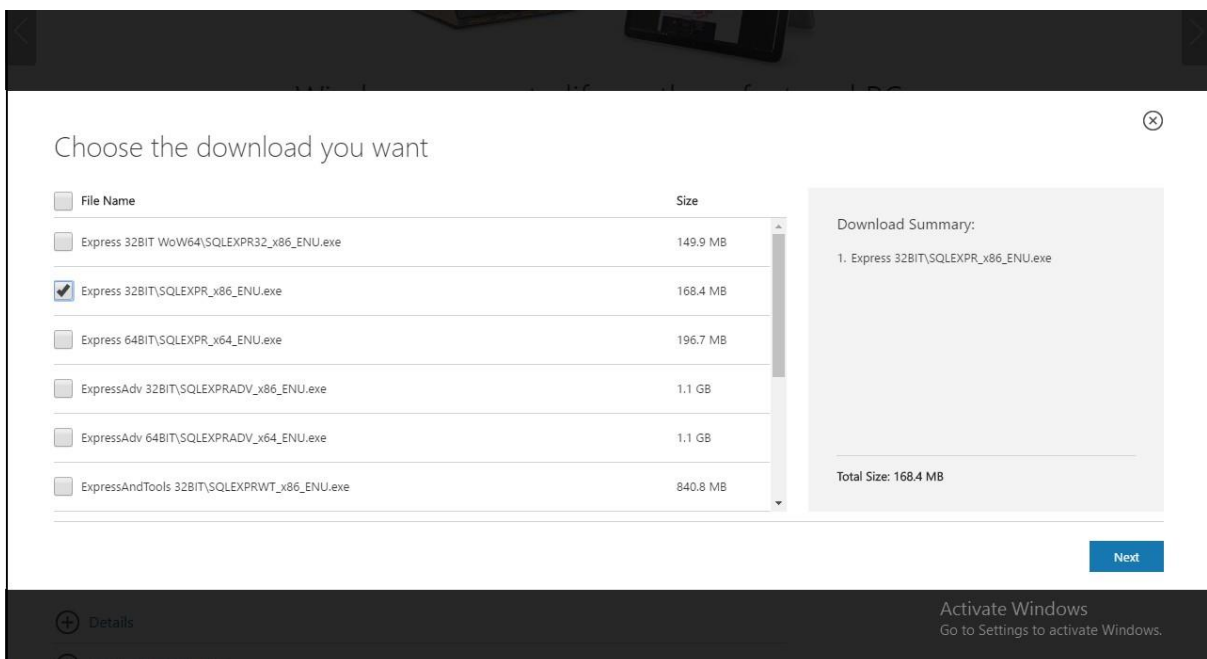 Choose the download you want
File Name Size
Express 32BIT WoW64\SQLEXPR32_x86_ENU.exe 149.9 MB
Express 32BIT\SQLEXPR_x86_ENU.exe 168.4 MB
Express 64BIT\SQLEXPR_x64_ENU.exe 196.7 MB
ExpressAdv 32BIT\SQLEXPRADV_x86_ENU.exe 1.1 GB
ExpressAdv 64BIT\SQLEXPRADV_x64_ENU.exe 1.1 GB
ExpressAndTools 32BIT\SQLEXPRWT_x86_ENU.exe 840.8 MB
Download Summary:
1. Express 32BIT\SQLEXPR_x86_ENU.exe
Total Size: 168.4 MB
Next
Details
Activate Windows
Go to Settings to activate Windows.